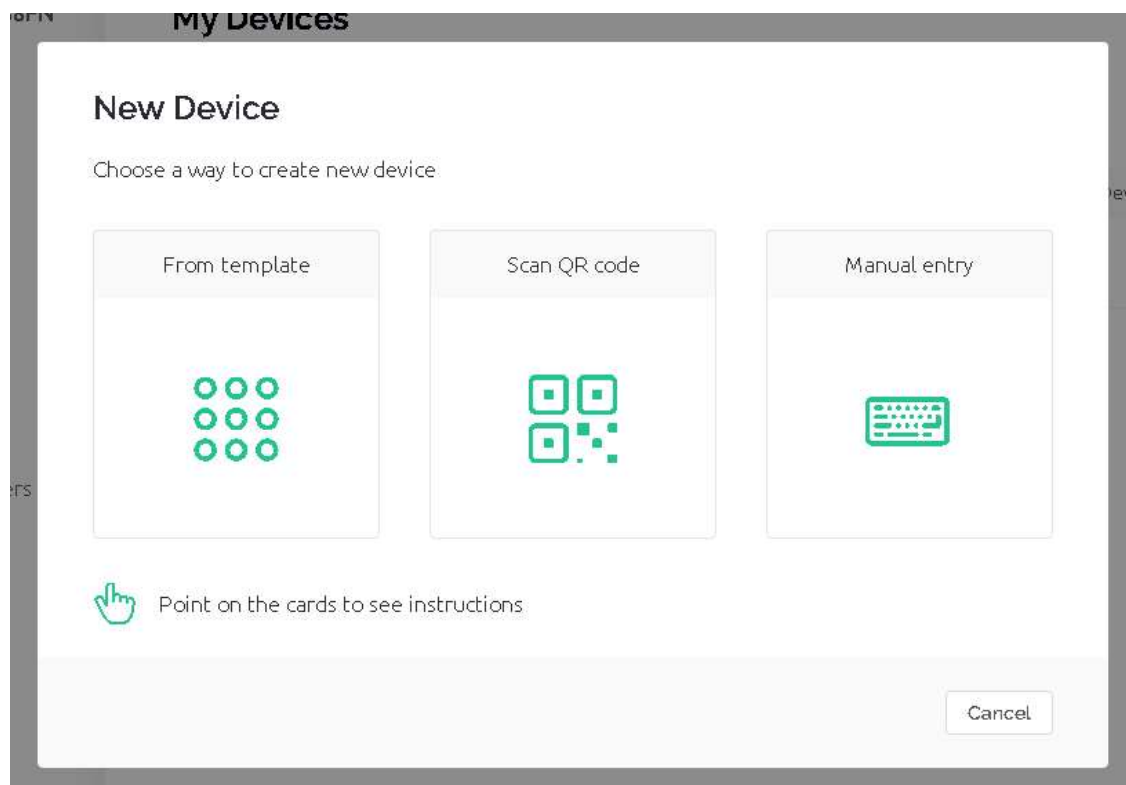 My Devices
New Device
Choose a way to create new device
From template
Scan QR code
Manual entry
Point on the cards to see instructions
Cancel